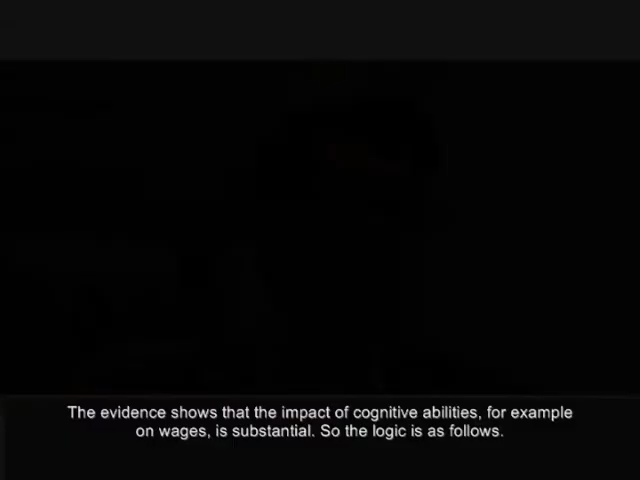 The evidence shows that the impact of cognitive abilities, for example
on wages, is substantial. So the logic is as follows.